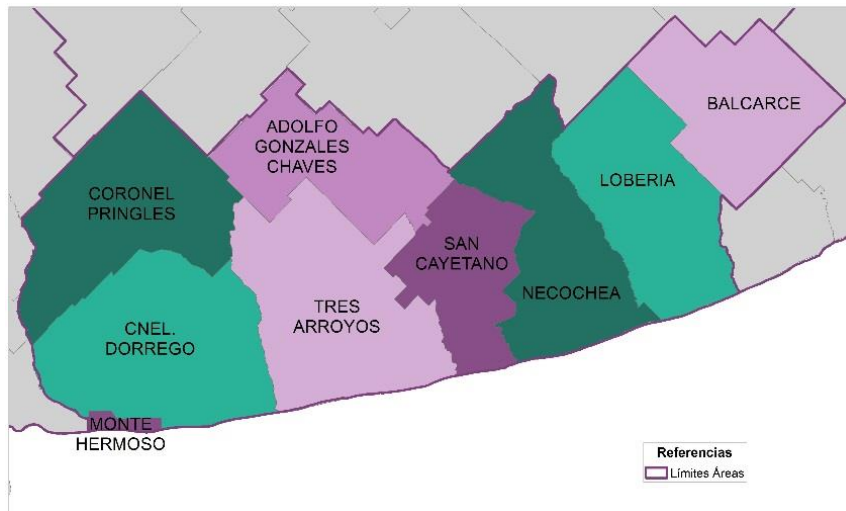 BALCARCE
ADOLFO
GONZALES
CHAVES
LOBERIA
CORONEL
PRINGLES
SAN
CAYETANO
NECOCHEA
TRES
ARROYOS
CNEL.
DORREGO
MONTE
HERMOSO
Referencias
Límites Áreas